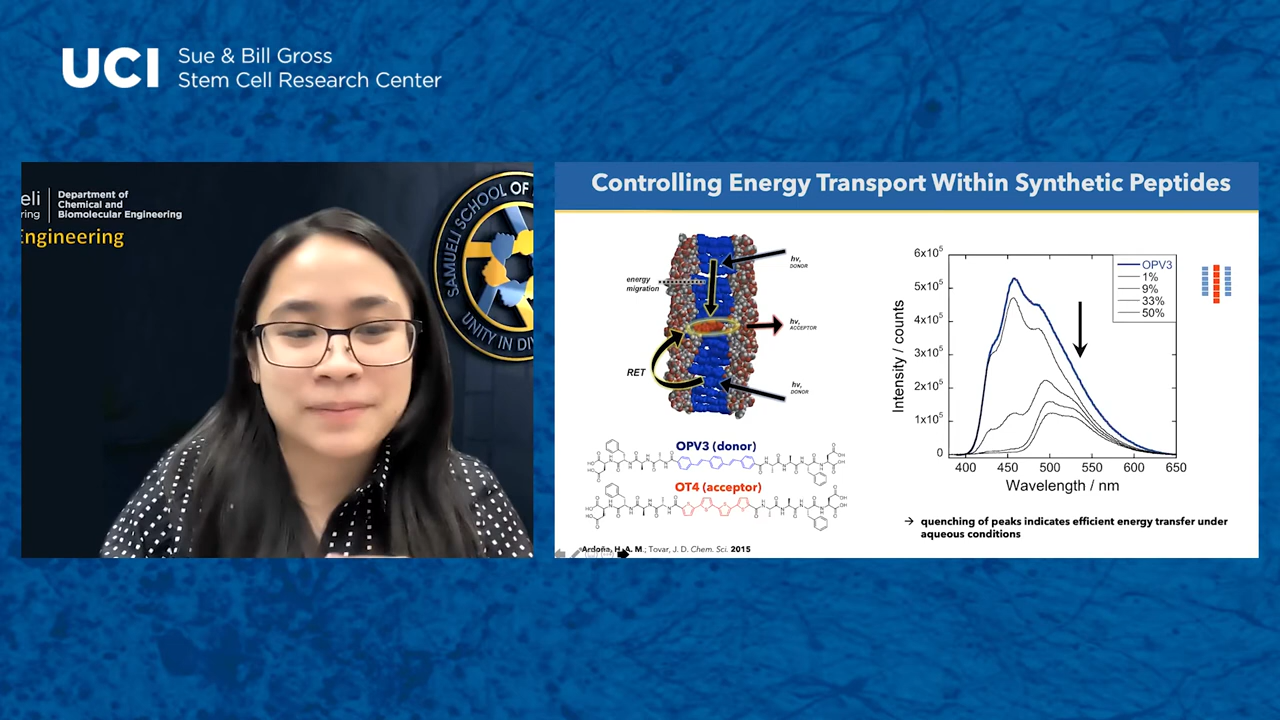 UCI
Sue & Bill Gross
Stem Cell Research Center
eli
ring
Department of
Chemical and
Biomolecular Engineering
Engineering
SAMUELI SCHOOL OF
UNITY IN DI
Controlling Energy Transport Within Synthetic Peptides
hν,
DONOR
energy
migration
hν,
ACCEPTOR
RET
hν,
DONOR
OPV3 (donor)
OT4 (acceptor)
Ardoña, H. A. M.; Tovar, J. D. Chem. Sci. 2015
6x10⁵
5x10⁵
4x10⁵
3x10⁵
2x10⁵
1x10⁵
0
Intensity / counts
400 450 500 550 600 650
Wavelength / nm
OPV3
1%
9%
33%
50%
→ quenching of peaks indicates efficient energy transfer under
aqueous conditions